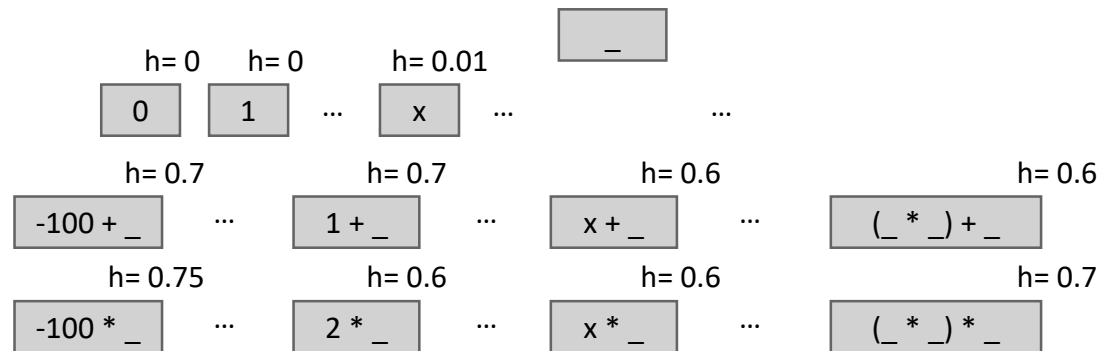 _
h= 0 h= 0 h= 0.01
0 1 ... x ... ...
h= 0.7 h= 0.7 h= 0.6 h= 0.6
-100 + _ ... 1 + _ ... x + _ ... (_ * _) + _
h= 0.75 h= 0.6 h= 0.6 h= 0.7
-100 * _ ... 2 * _ ... x * _ ... (_ * _) * _